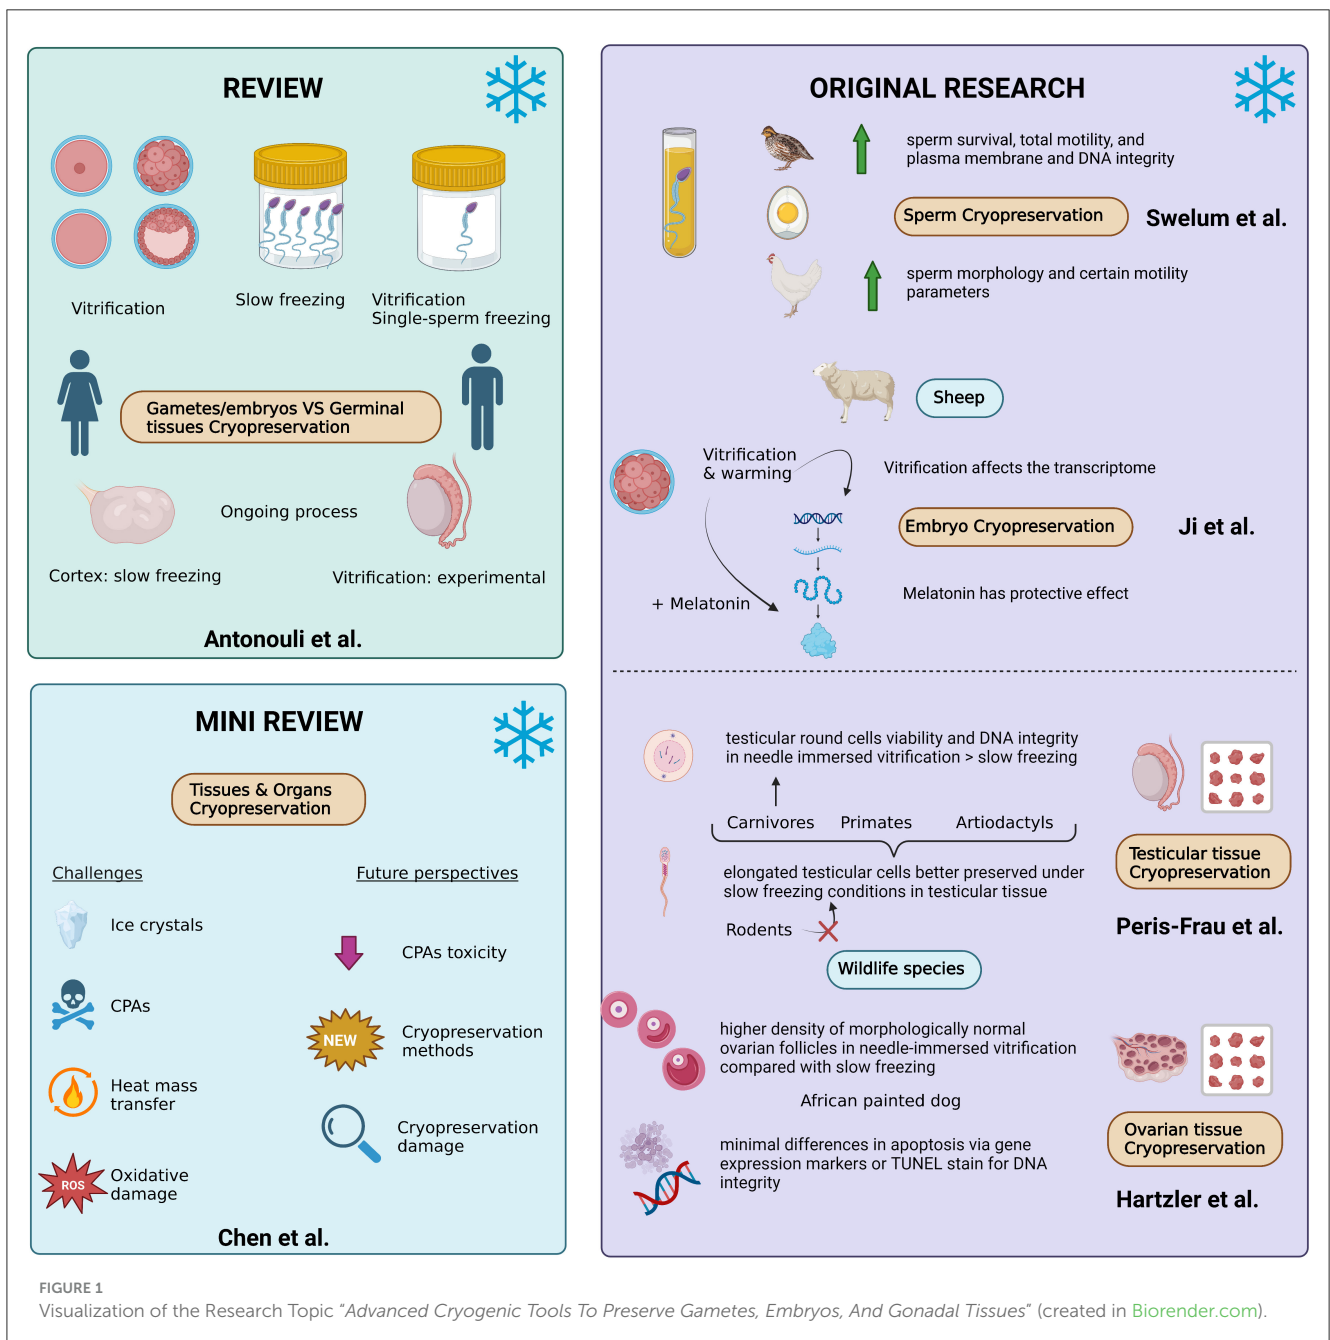 REVIEW
Vitrification
Slow freezing
Vitrification
Single-sperm freezing
Gametes/embryos VS Germinal
tissues Cryopreservation
Ongoing process
Cortex: slow freezing
Vitrification: experimental
Antonouli et al.
MINI REVIEW
Tissues & Organs
Cryopreservation
Challenges
Ice crystals
CPAs
Heat mass
transfer
ROS
Oxidative
damage
Future perspectives
CPAs toxicity
NEW
Cryopreservation
methods
Cryopreservation
damage
Chen et al.
ORIGINAL RESEARCH
sperm survival, total motility, and
plasma membrane and DNA integrity
Sperm Cryopreservation
Swelum et al.
sperm morphology and certain motility
parameters
Sheep
Vitrification
& warming
Vitrification affects the transcriptome
Embryo Cryopreservation
Ji et al.
+ Melatonin
Melatonin has protective effect
testicular round cells viability and DNA integrity
in needle immersed vitrification > slow freezing
Carnivores Primates Artiodactyls
elongated testicular cells better preserved under
slow freezing conditions in testicular tissue
Rodents
Testicular tissue
Cryopreservation
Peris-Frau et al.
Wildlife species
higher density of morphologically normal
ovarian follicles in needle-immersed vitrification
compared with slow freezing
African painted dog
minimal differences in apoptosis via gene
expression markers or TUNEL stain for DNA
integrity
Ovarian tissue
Cryopreservation
Hartzler et al.
FIGURE 1
Visualization of the Research Topic “Advanced Cryogenic Tools To Preserve Gametes, Embryos, And Gonadal Tissues” (created in Biorender.com).